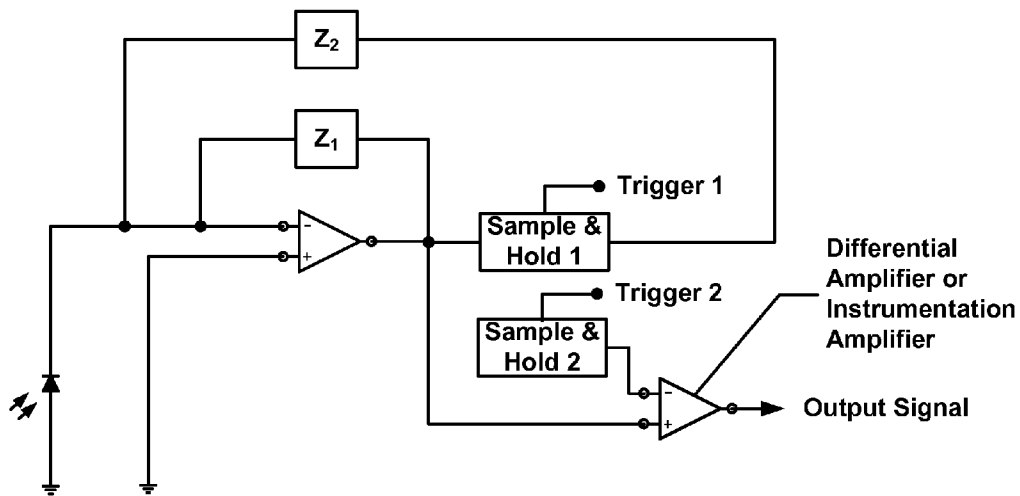 Z2
Z1
Trigger 1
Sample &
Hold 1
Differential
Amplifier or
Instrumentation
Amplifier
Trigger 2
Sample &
Hold 2
-
+
-
+
Output Signal